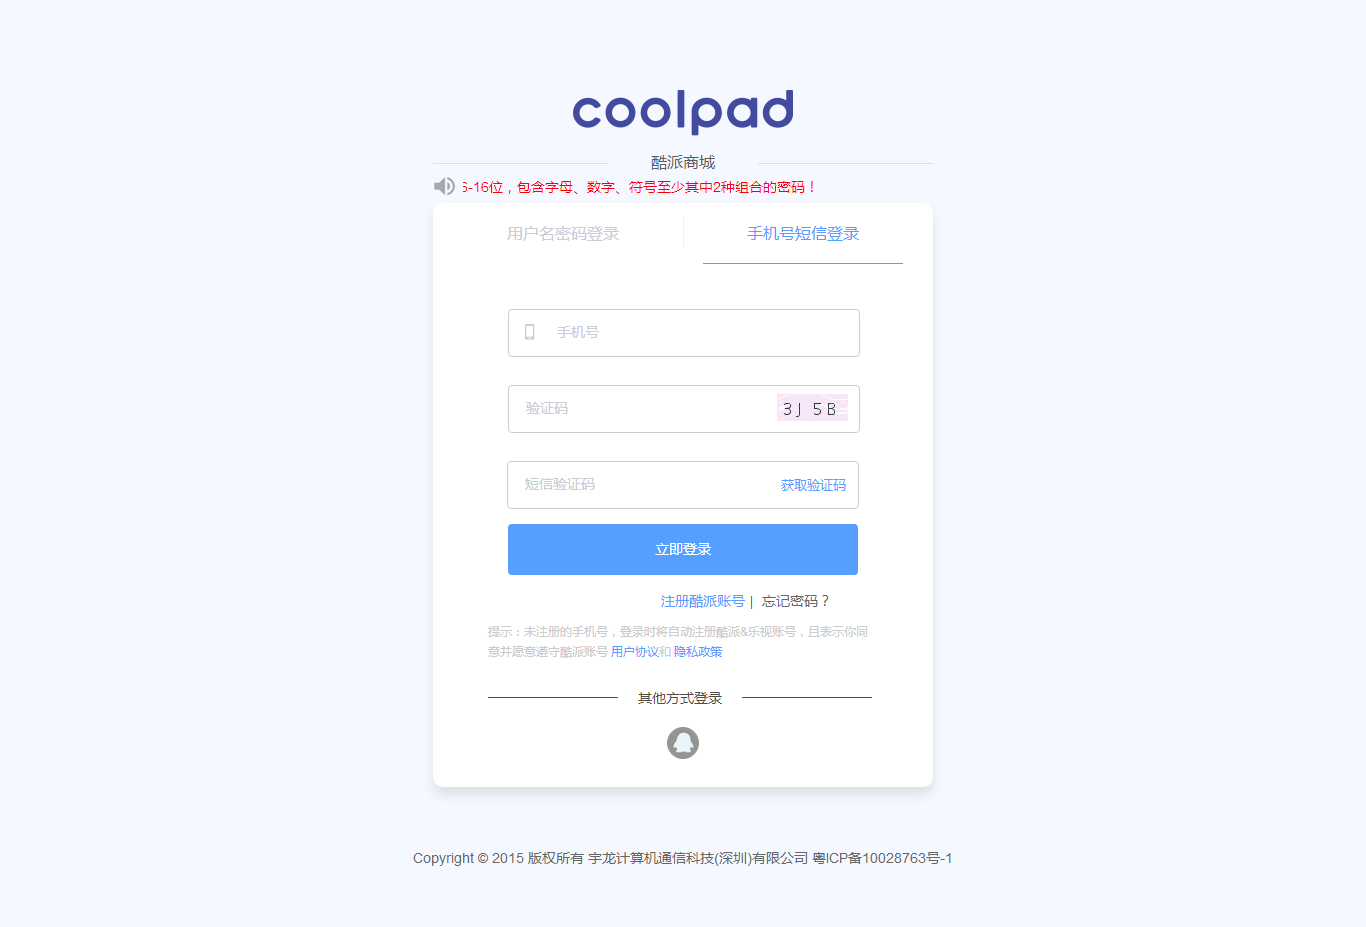 coolpad
酷派商城
6-16位，包含字母、数字、符号至少其中2种组合的密码！
用户名密码登录
手机号短信登录
手机号
验证码
3J 5B
短信验证码
获取验证码
立即登录
注册酷派账号 | 忘记密码？
提示：未注册的手机号，登录时将自动注册酷派&乐视账号，且表示你同
意并愿意遵守酷派账号 用户协议和 隐私政策
其他方式登录
Copyright © 2015 版权所有 宇龙计算机通信科技(深圳)有限公司 粤ICP备10028763号-1